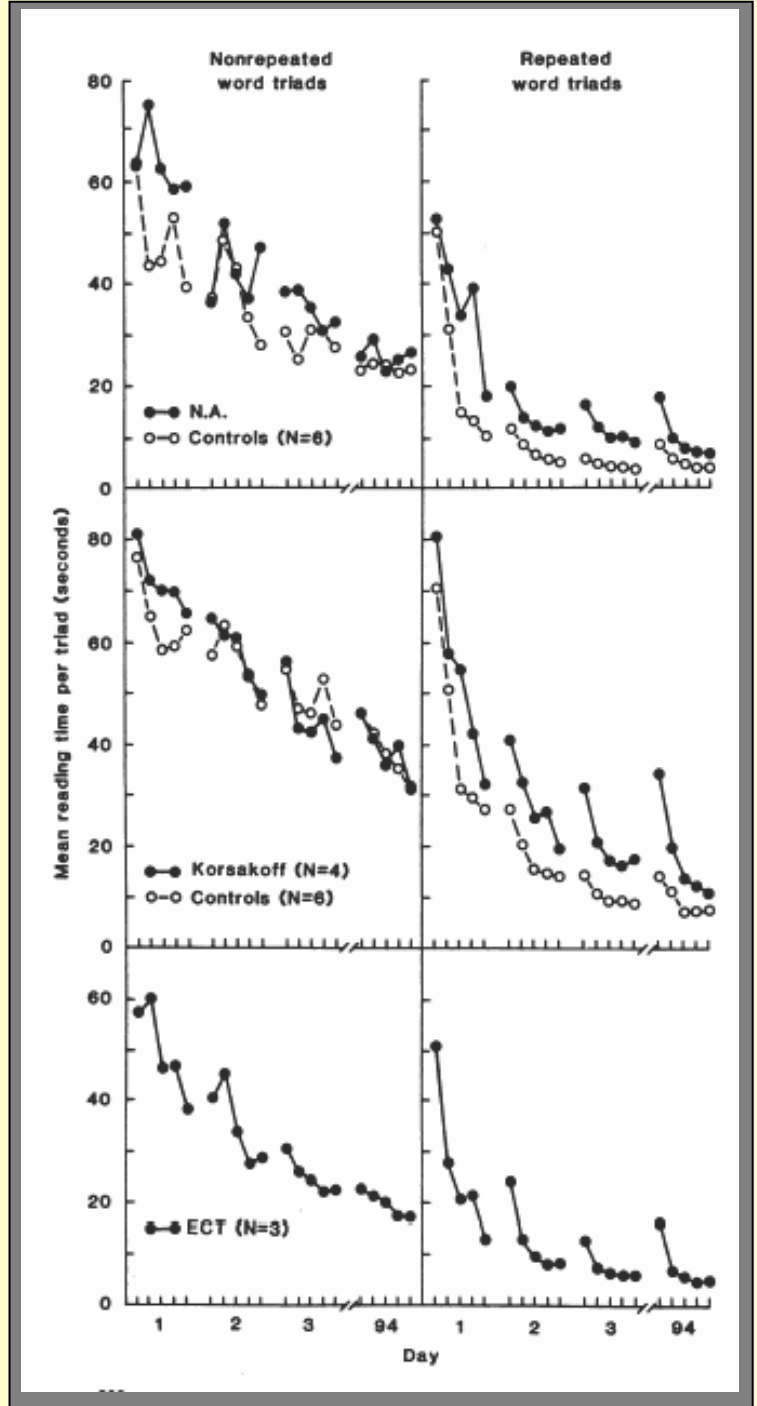 Nonrepeated
word triads
Repeated
word triads
Mean reading time per triad (seconds)
80
60
40
20
0
N.A.
Controls (N=6)
80
60
40
20
0
Korsakoff (N=4)
Controls (N=6)
60
40
20
0
ECT (N=3)
1 2 3 94 1 2 3 94
Day